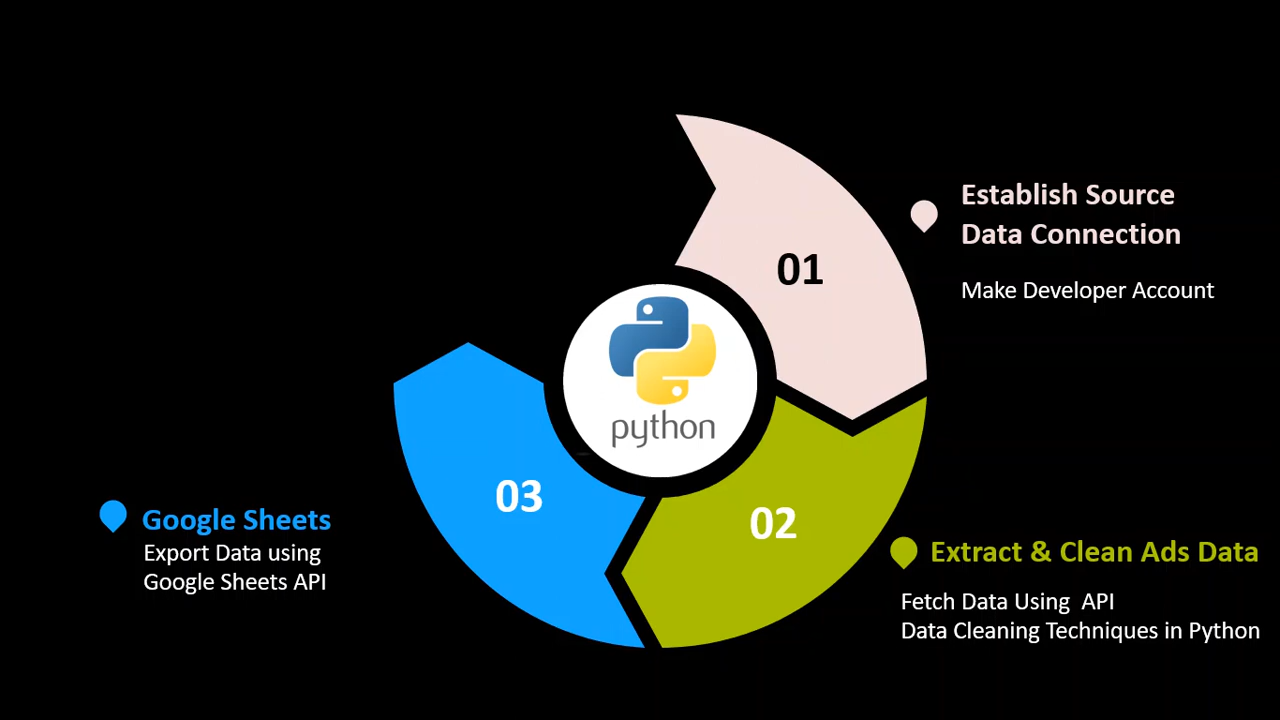 01
Establish Source
Data Connection
Make Developer Account
python
02
Extract & Clean Ads Data
Fetch Data Using  API
Data Cleaning Techniques in Python
03
Google Sheets
Export Data using
Google Sheets API